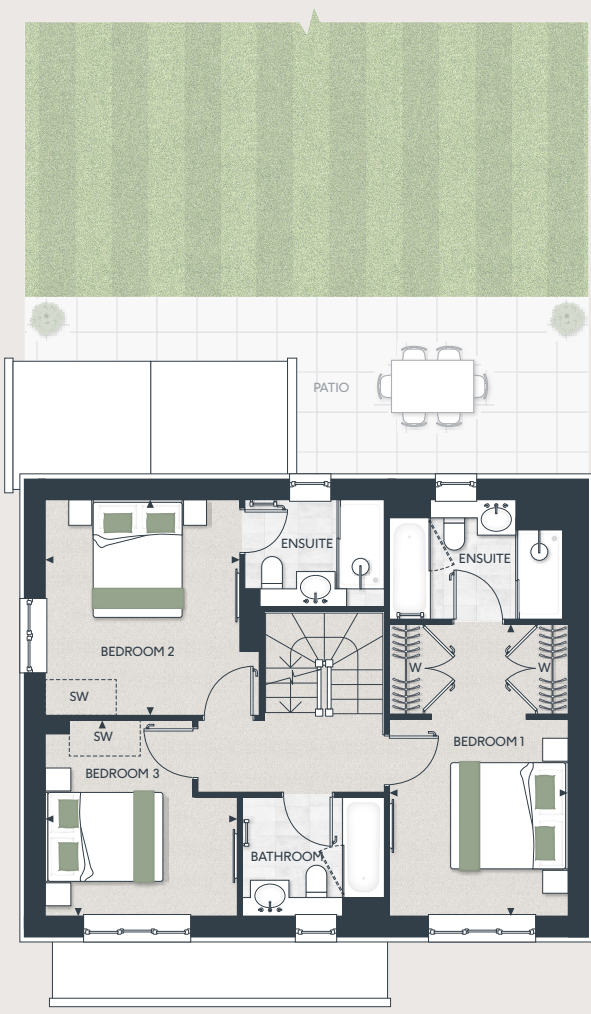 PATIO
ENSUITE
ENSUITE
BEDROOM 2
W
W
SW
SW
BEDROOM 1
BEDROOM 3
BATHROOM